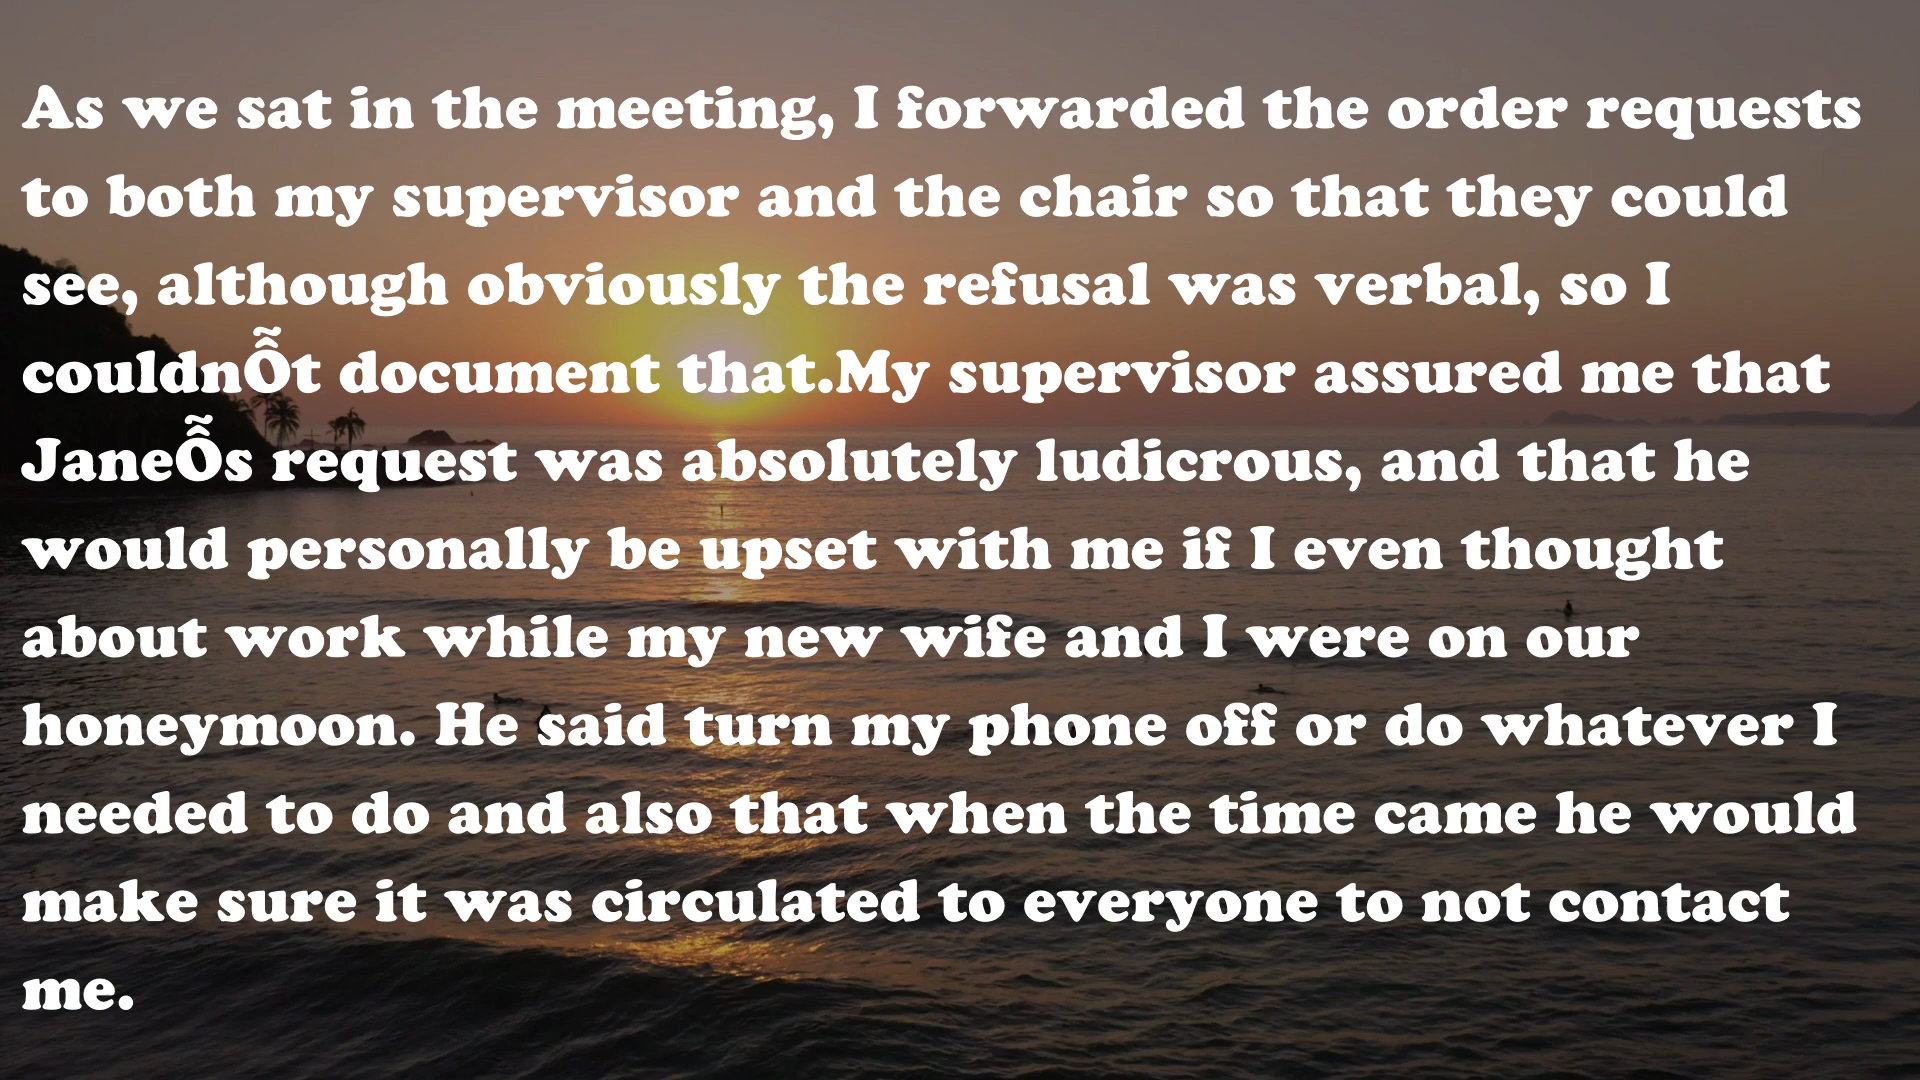 As we sat in the meeting, I forwarded the order requests
to both my supervisor and the chair so that they could
see, although obviously the refusal was verbal, so I
couldnỖt document that.My supervisor assured me that
JaneỖs request was absolutely ludicrous, and that he
would personally be upset with me if I even thought
about work while my new wife and I were on our
honeymoon. He said turn my phone off or do whatever I
needed to do and also that when the time came he would
make sure it was circulated to everyone to not contact
me.